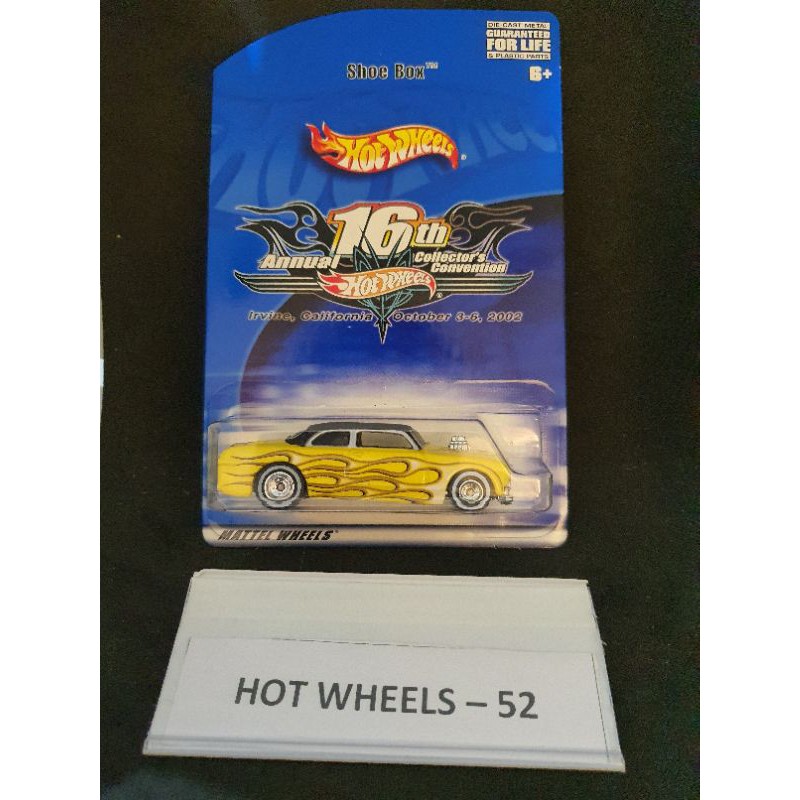 DIE CAST METAL
GUARANTEED
FOR LIFE
& PLASTIC PARTS
6+
Shoe Box™
HOT WHEELS®
16th
Annual Collector's
Convention
HOT WHEELS®
Irvine, California October 3-6, 2002
MATTEL WHEELS®
HOT WHEELS – 52